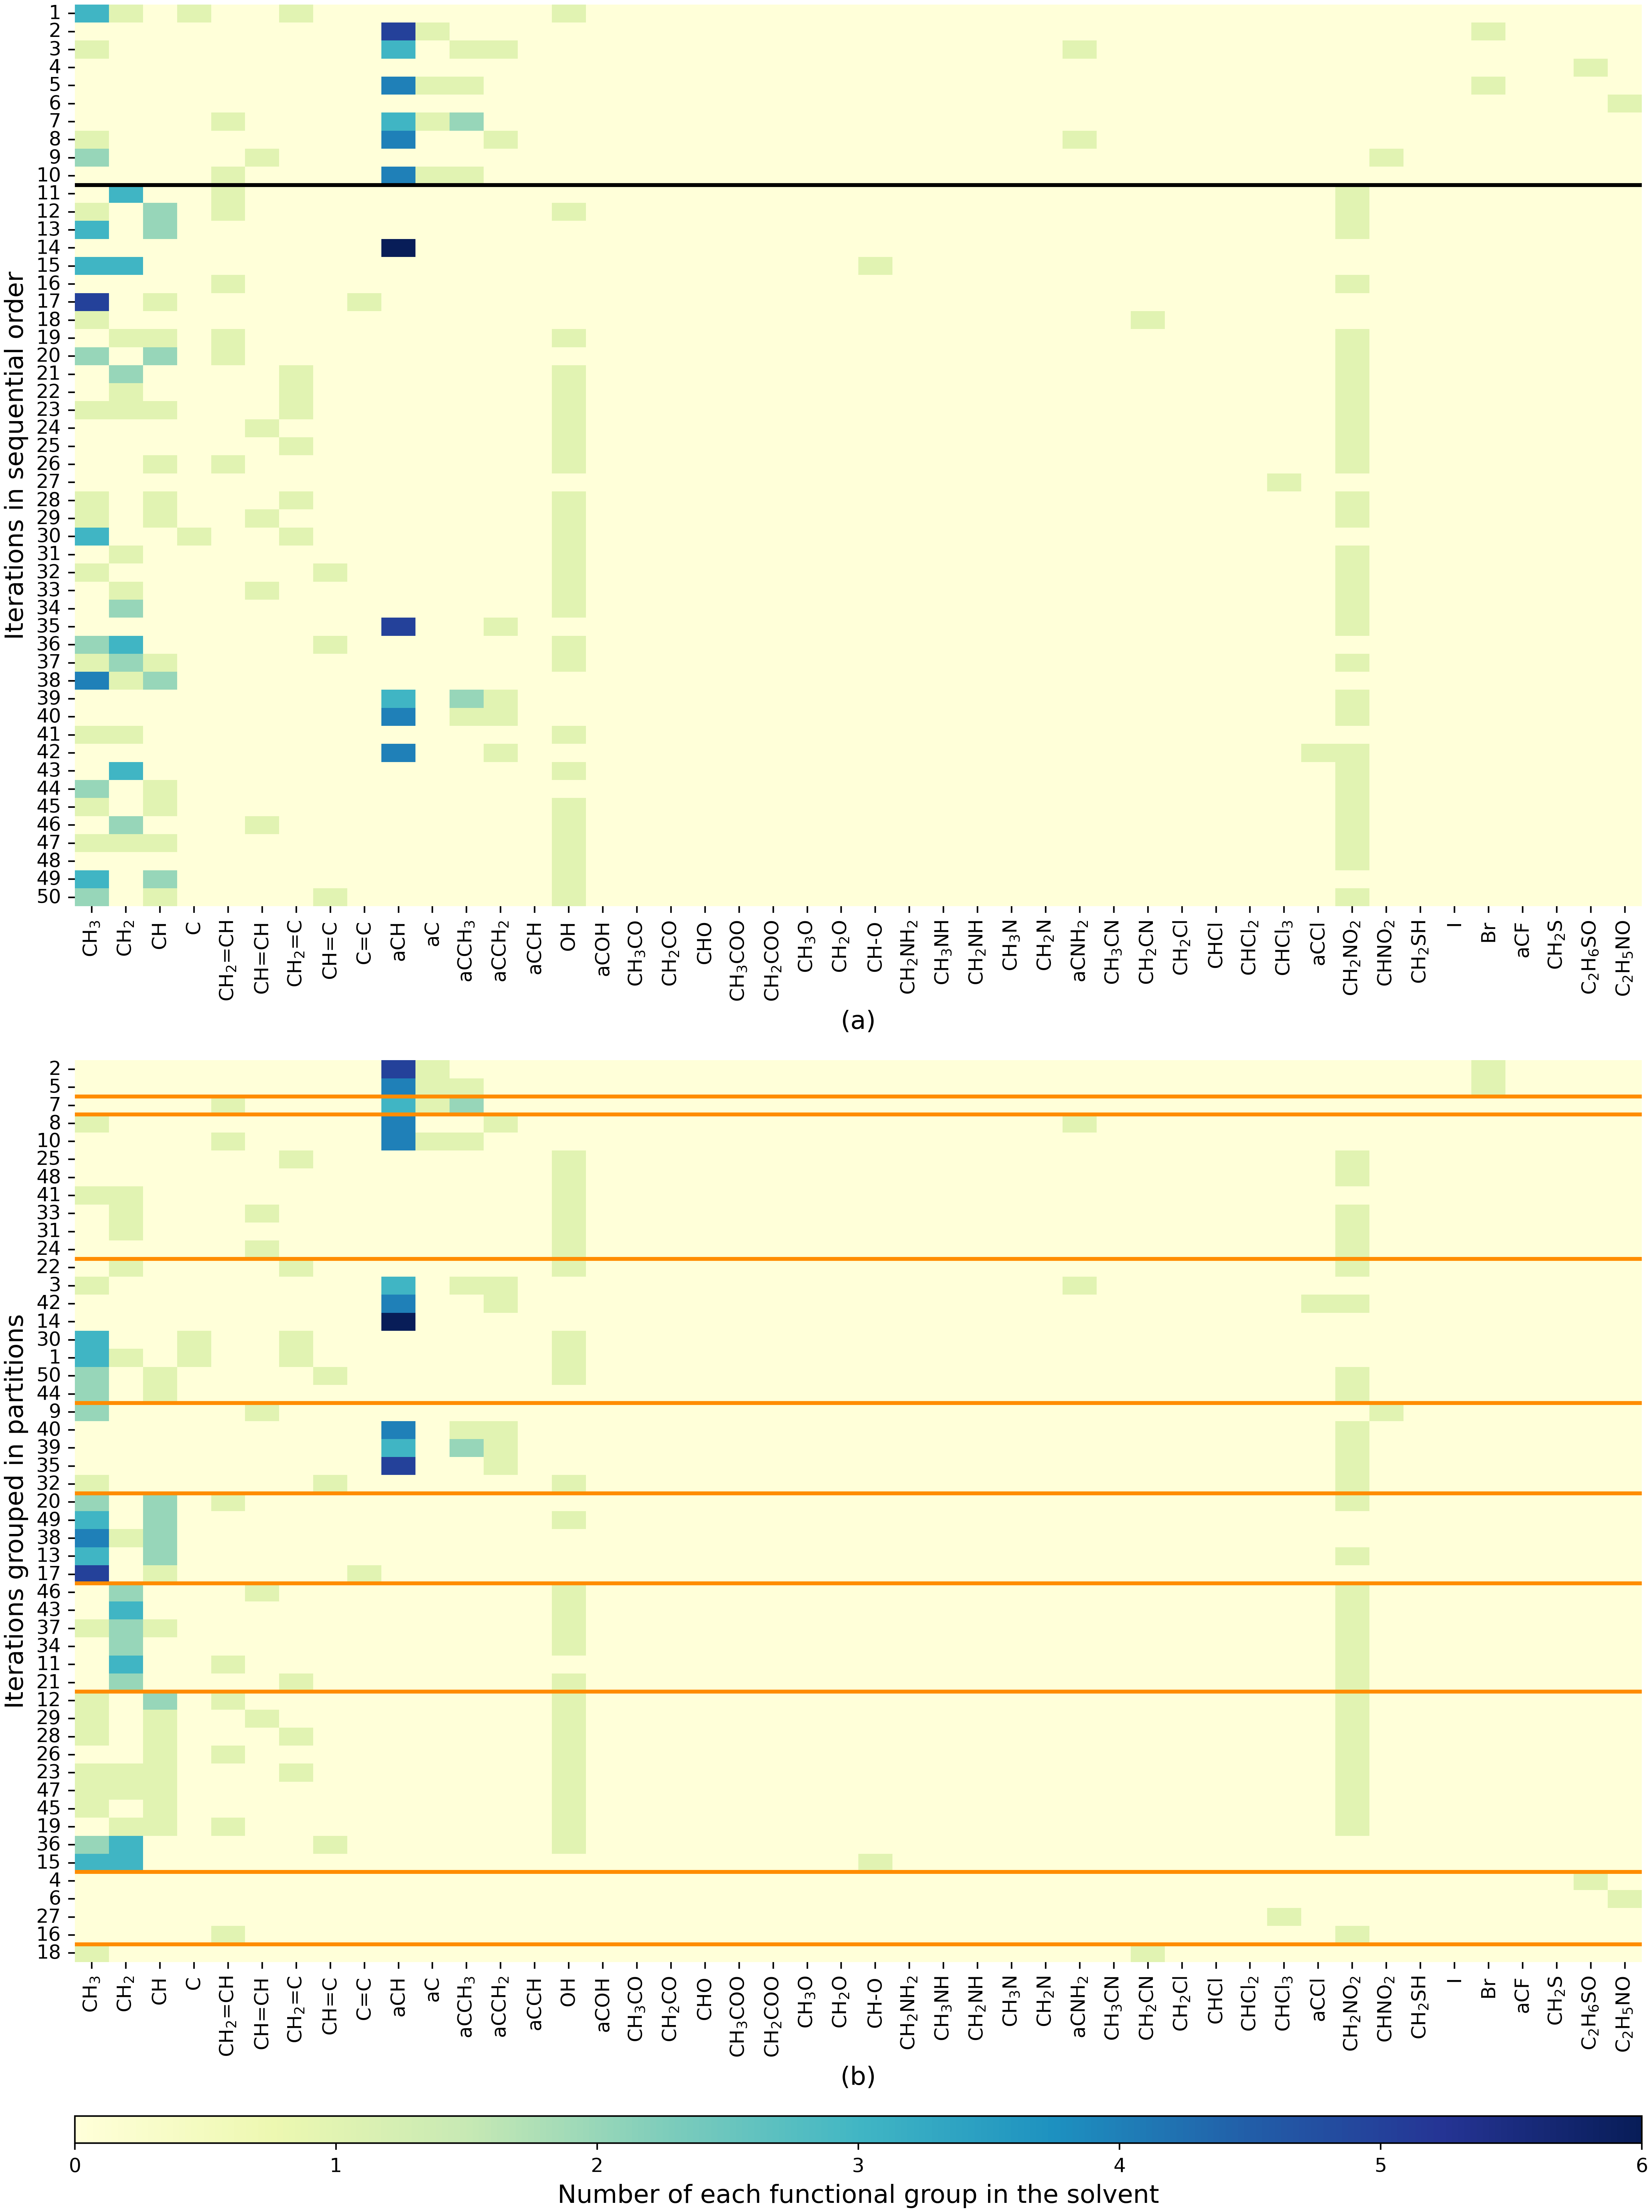 Iterations in sequential order
1
2
3
4
5
6
7
8
9
10
11
12
13
14
15
16
17
18
19
20
21
22
23
24
25
26
27
28
29
30
31
32
33
34
35
36
37
38
39
40
41
42
43
44
45
46
47
48
49
50
CH₃
CH₂
CH
C
CH₂=CH
CH=CH
CH₂=C
CH=C
C=C
aCH
aC
aCCH₃
aCCH₂
aCCH
OH
aCOH
CH₃CO
CH₂CO
CHO
CH₃COO
CH₂COO
CH₃O
CH₂O
CH-O
CH₂NH₂
CH₃NH
CH₂NH
CH₃N
CH₂N
aCNH₂
CH₃CN
CH₂CN
CH₂Cl
CHCl
CHCl₂
CHCl₃
aCCl
CH₂NO₂
CHNO₂
CH₂SH
I
Br
aCF
CH₂S
C₂H₆SO
C₂H₅NO
(a)
Iterations grouped in partitions
2
5
7
8
10
25
48
41
33
31
24
22
3
42
14
30
1
50
44
9
40
39
35
32
20
49
38
13
17
46
43
37
34
11
21
12
29
28
26
23
47
45
19
36
15
4
6
27
16
18
CH₃
CH₂
CH
C
CH₂=CH
CH=CH
CH₂=C
CH=C
C=C
aCH
aC
aCCH₃
aCCH₂
aCCH
OH
aCOH
CH₃CO
CH₂CO
CHO
CH₃COO
CH₂COO
CH₃O
CH₂O
CH-O
CH₂NH₂
CH₃NH
CH₂NH
CH₃N
CH₂N
aCNH₂
CH₃CN
CH₂CN
CH₂Cl
CHCl
CHCl₂
CHCl₃
aCCl
CH₂NO₂
CHNO₂
CH₂SH
I
Br
aCF
CH₂S
C₂H₆SO
C₂H₅NO
(b)
0 1 2 3 4 5 6
Number of each functional group in the solvent